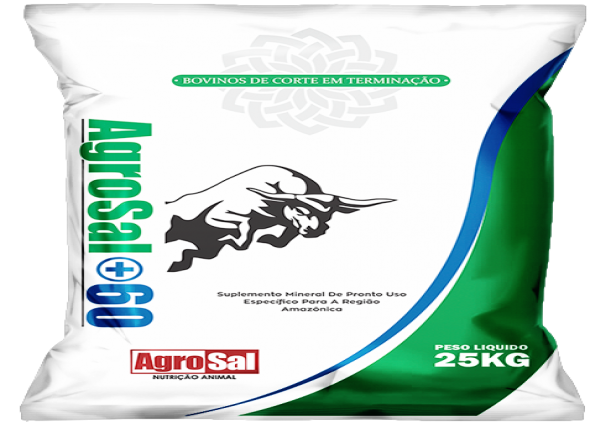 • BOVINOS DE CORTE EM TERMINAÇÃO •
AgroSal + 60
Suplemento Mineral De Pronto Uso
Específico Para A Região
Amazônica
PESO LIQUIDO
25KG
AgroSal
NUTRIÇÃO ANIMAL